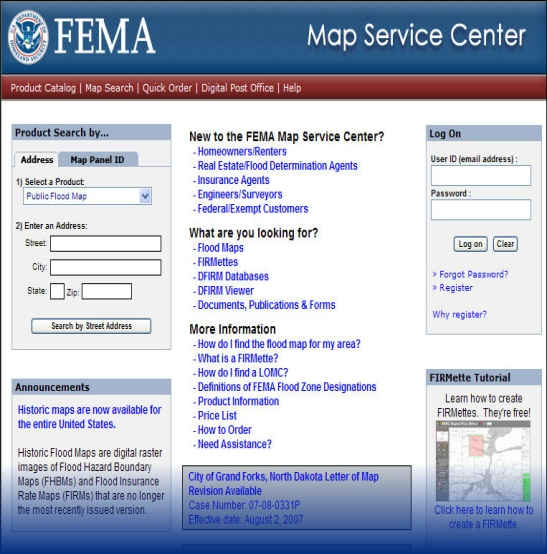 FEMA
Map Service Center
Product Catalog | Map Search | Quick Order | Digital Post Office | Help
Product Search by...
Address
Map Panel ID
1) Select a Product:
Public Flood Map
2) Enter an Address:
Street:
City:
State:
Zip:
Search by Street Address
Announcements
Historic maps are now available for
the entire United States.
Historic Flood Maps are digital raster
images of Flood Hazard Boundary
Maps (FHBMs) and Flood Insurance
Rate Maps (FIRMs) that are no longer
the most recently issued version.
New to the FEMA Map Service Center?
- Homeowners/Renters
- Real Estate/Flood Determination Agents
- Insurance Agents
- Engineers/Surveyors
- Federal/Exempt Customers
What are you looking for?
- Flood Maps
- FIRMettes
- DFIRM Databases
- DFIRM Viewer
- Documents, Publications & Forms
More Information
- How do I find the flood map for my area?
- What is a FIRMette?
- How do I find a LOMC?
- Definitions of FEMA Flood Zone Designations
- Product Information
- Price List
- How to Order
- Need Assistance?
City of Grand Forks, North Dakota Letter of Map
Revision Available
Case Number: 07-08-0331P
Effective date: August 2, 2007
Log On
User ID (email address) :
Password :
Log on
Clear
» Forgot Password?
» Register
Why register?
FIRMette Tutorial
Learn how to create
FIRMettes. They're free!
Click here to learn how to
create a FIRMette.